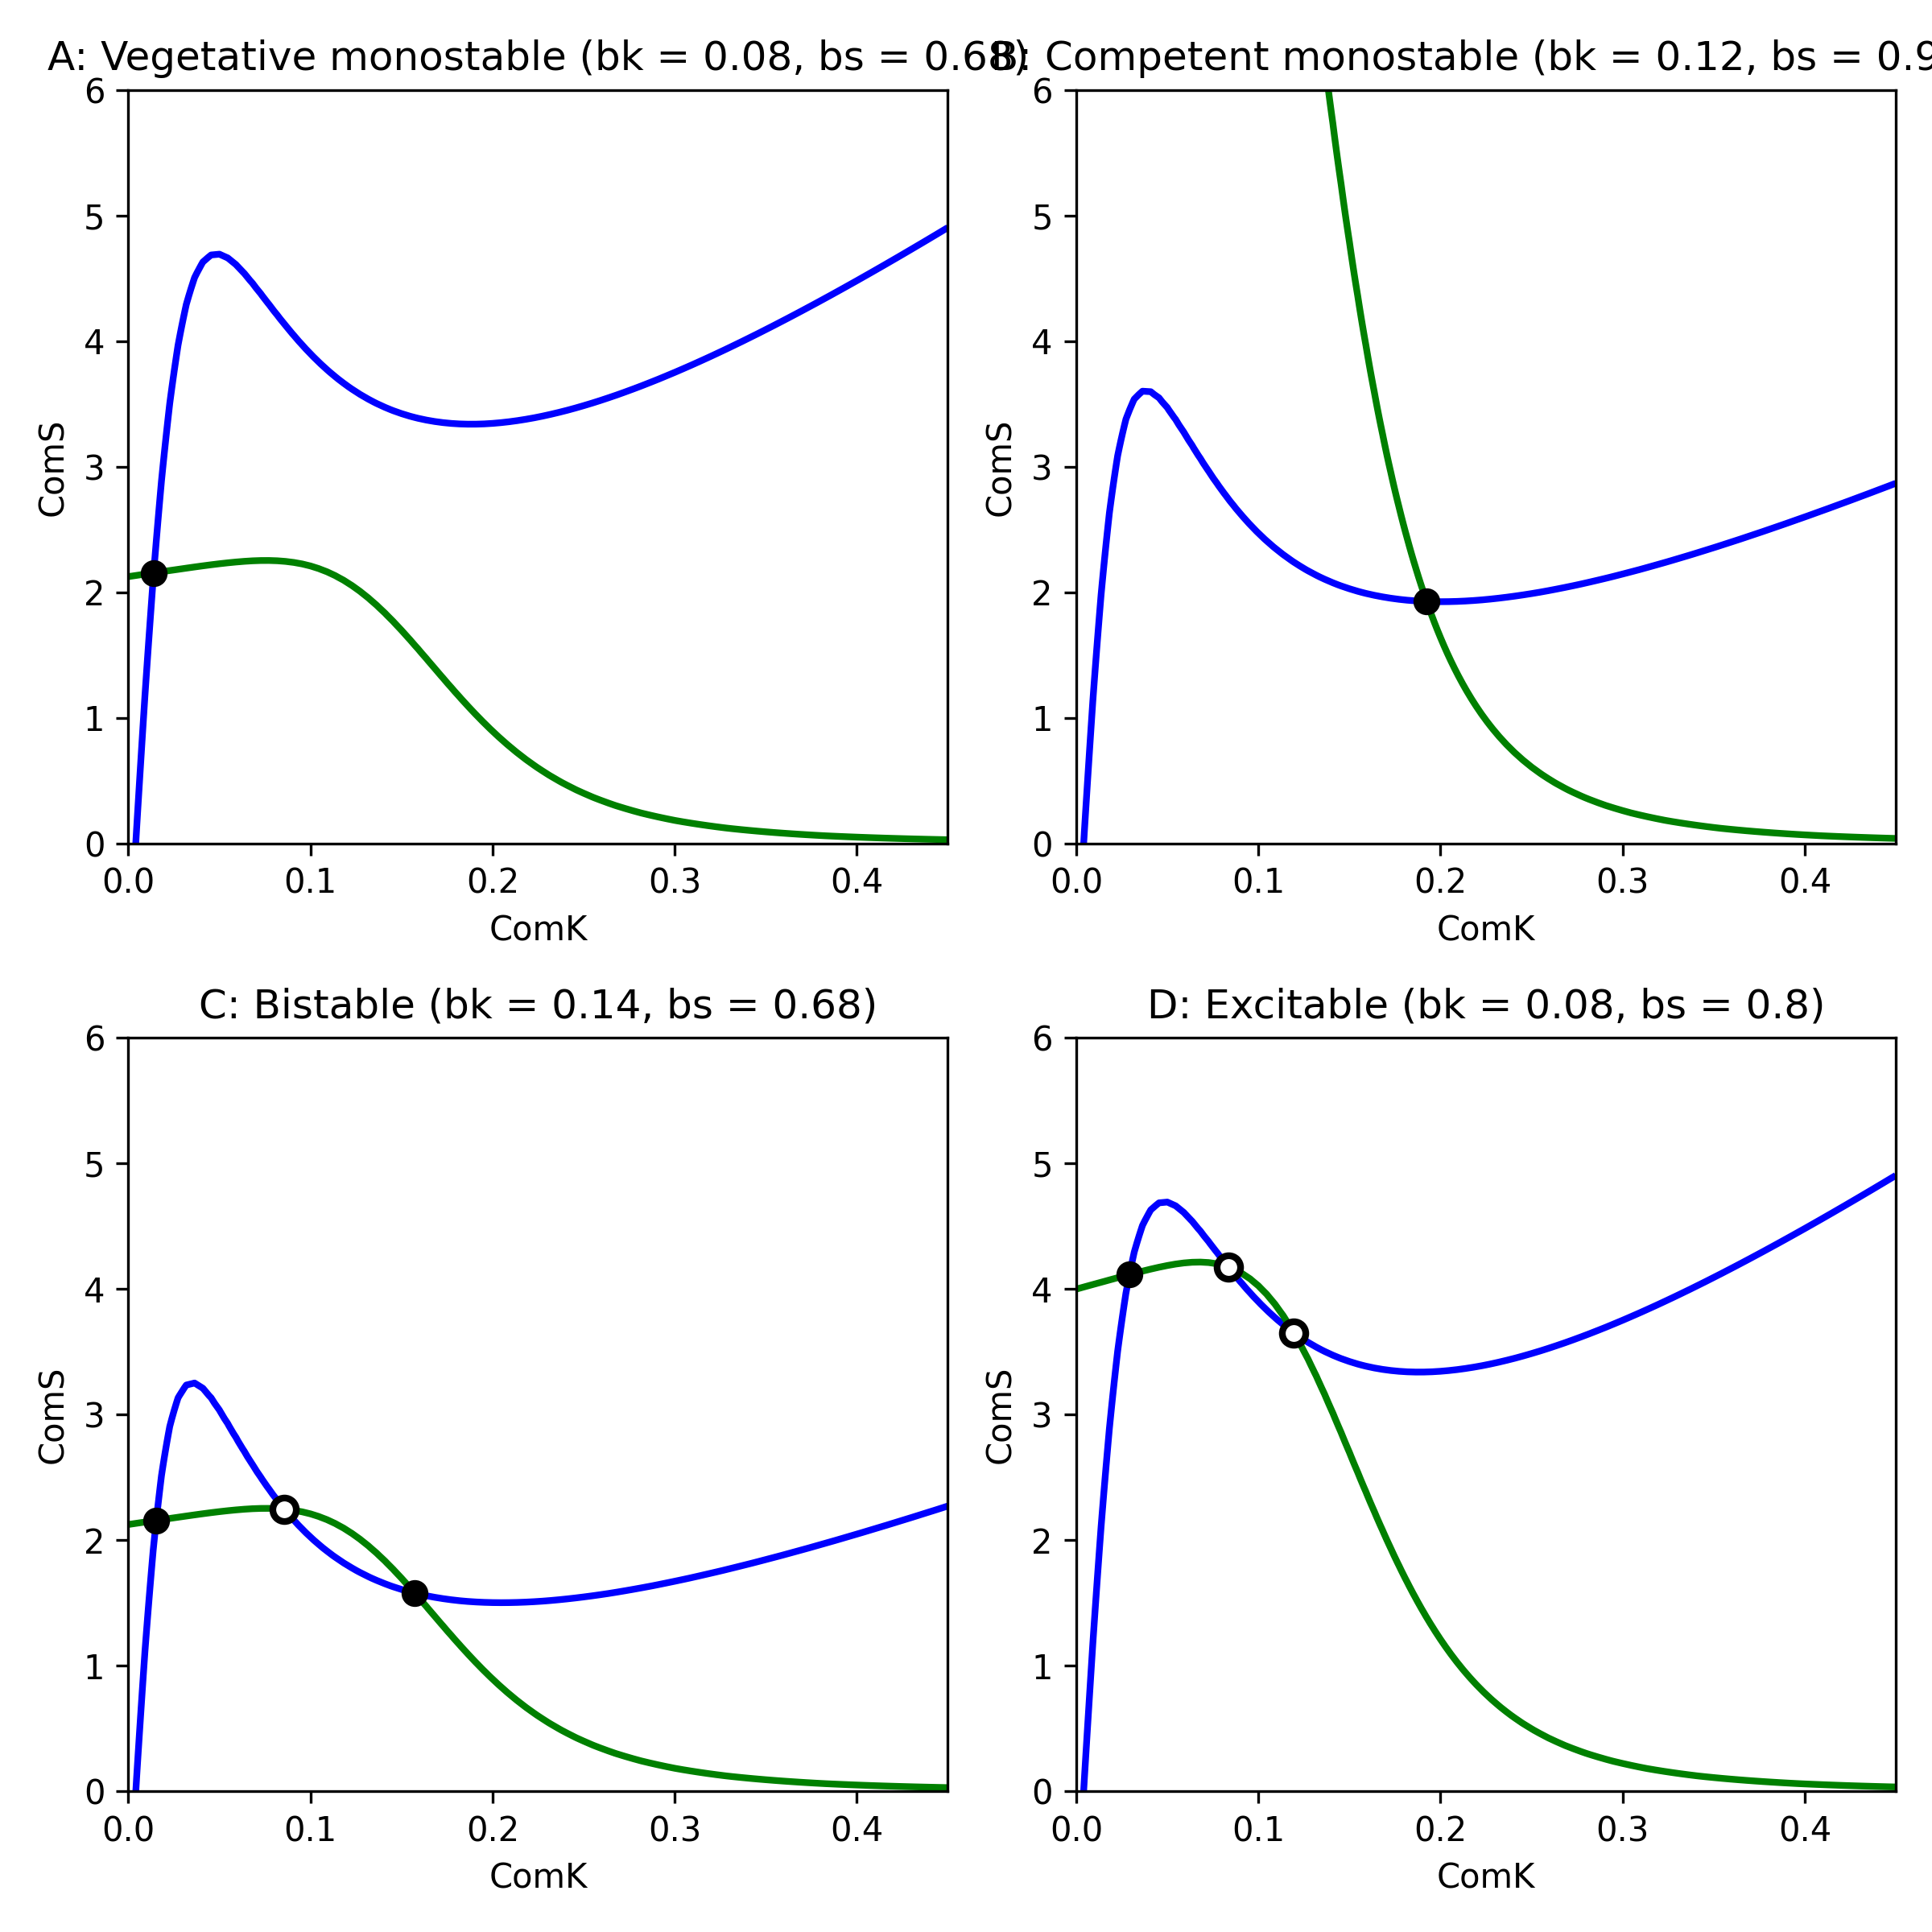 A: Vegetative monostable (bk = 0.08, bs = 0.68)
B: Competent monostable (bk = 0.12, bs = 0.9
6
5
4
3
2
1
0
ComS
0.0 0.1 0.2 0.3 0.4
ComK
6
5
4
3
2
1
0
ComS
0.0 0.1 0.2 0.3 0.4
ComK
C: Bistable (bk = 0.14, bs = 0.68)
6
5
4
3
2
1
0
ComS
0.0 0.1 0.2 0.3 0.4
ComK
D: Excitable (bk = 0.08, bs = 0.8)
6
5
4
3
2
1
0
ComS
0.0 0.1 0.2 0.3 0.4
ComK